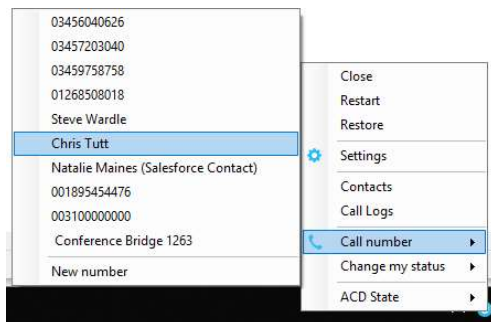 03456040626
03457203040
03459758758
01268508018
Steve Wardle
Chris Tutt
Natalie Maines (Salesforce Contact)
001895454476
003100000000
Conference Bridge 1263
New number
Close
Restart
Restore
Settings
Contacts
Call Logs
Call number
Change my status
ACD State